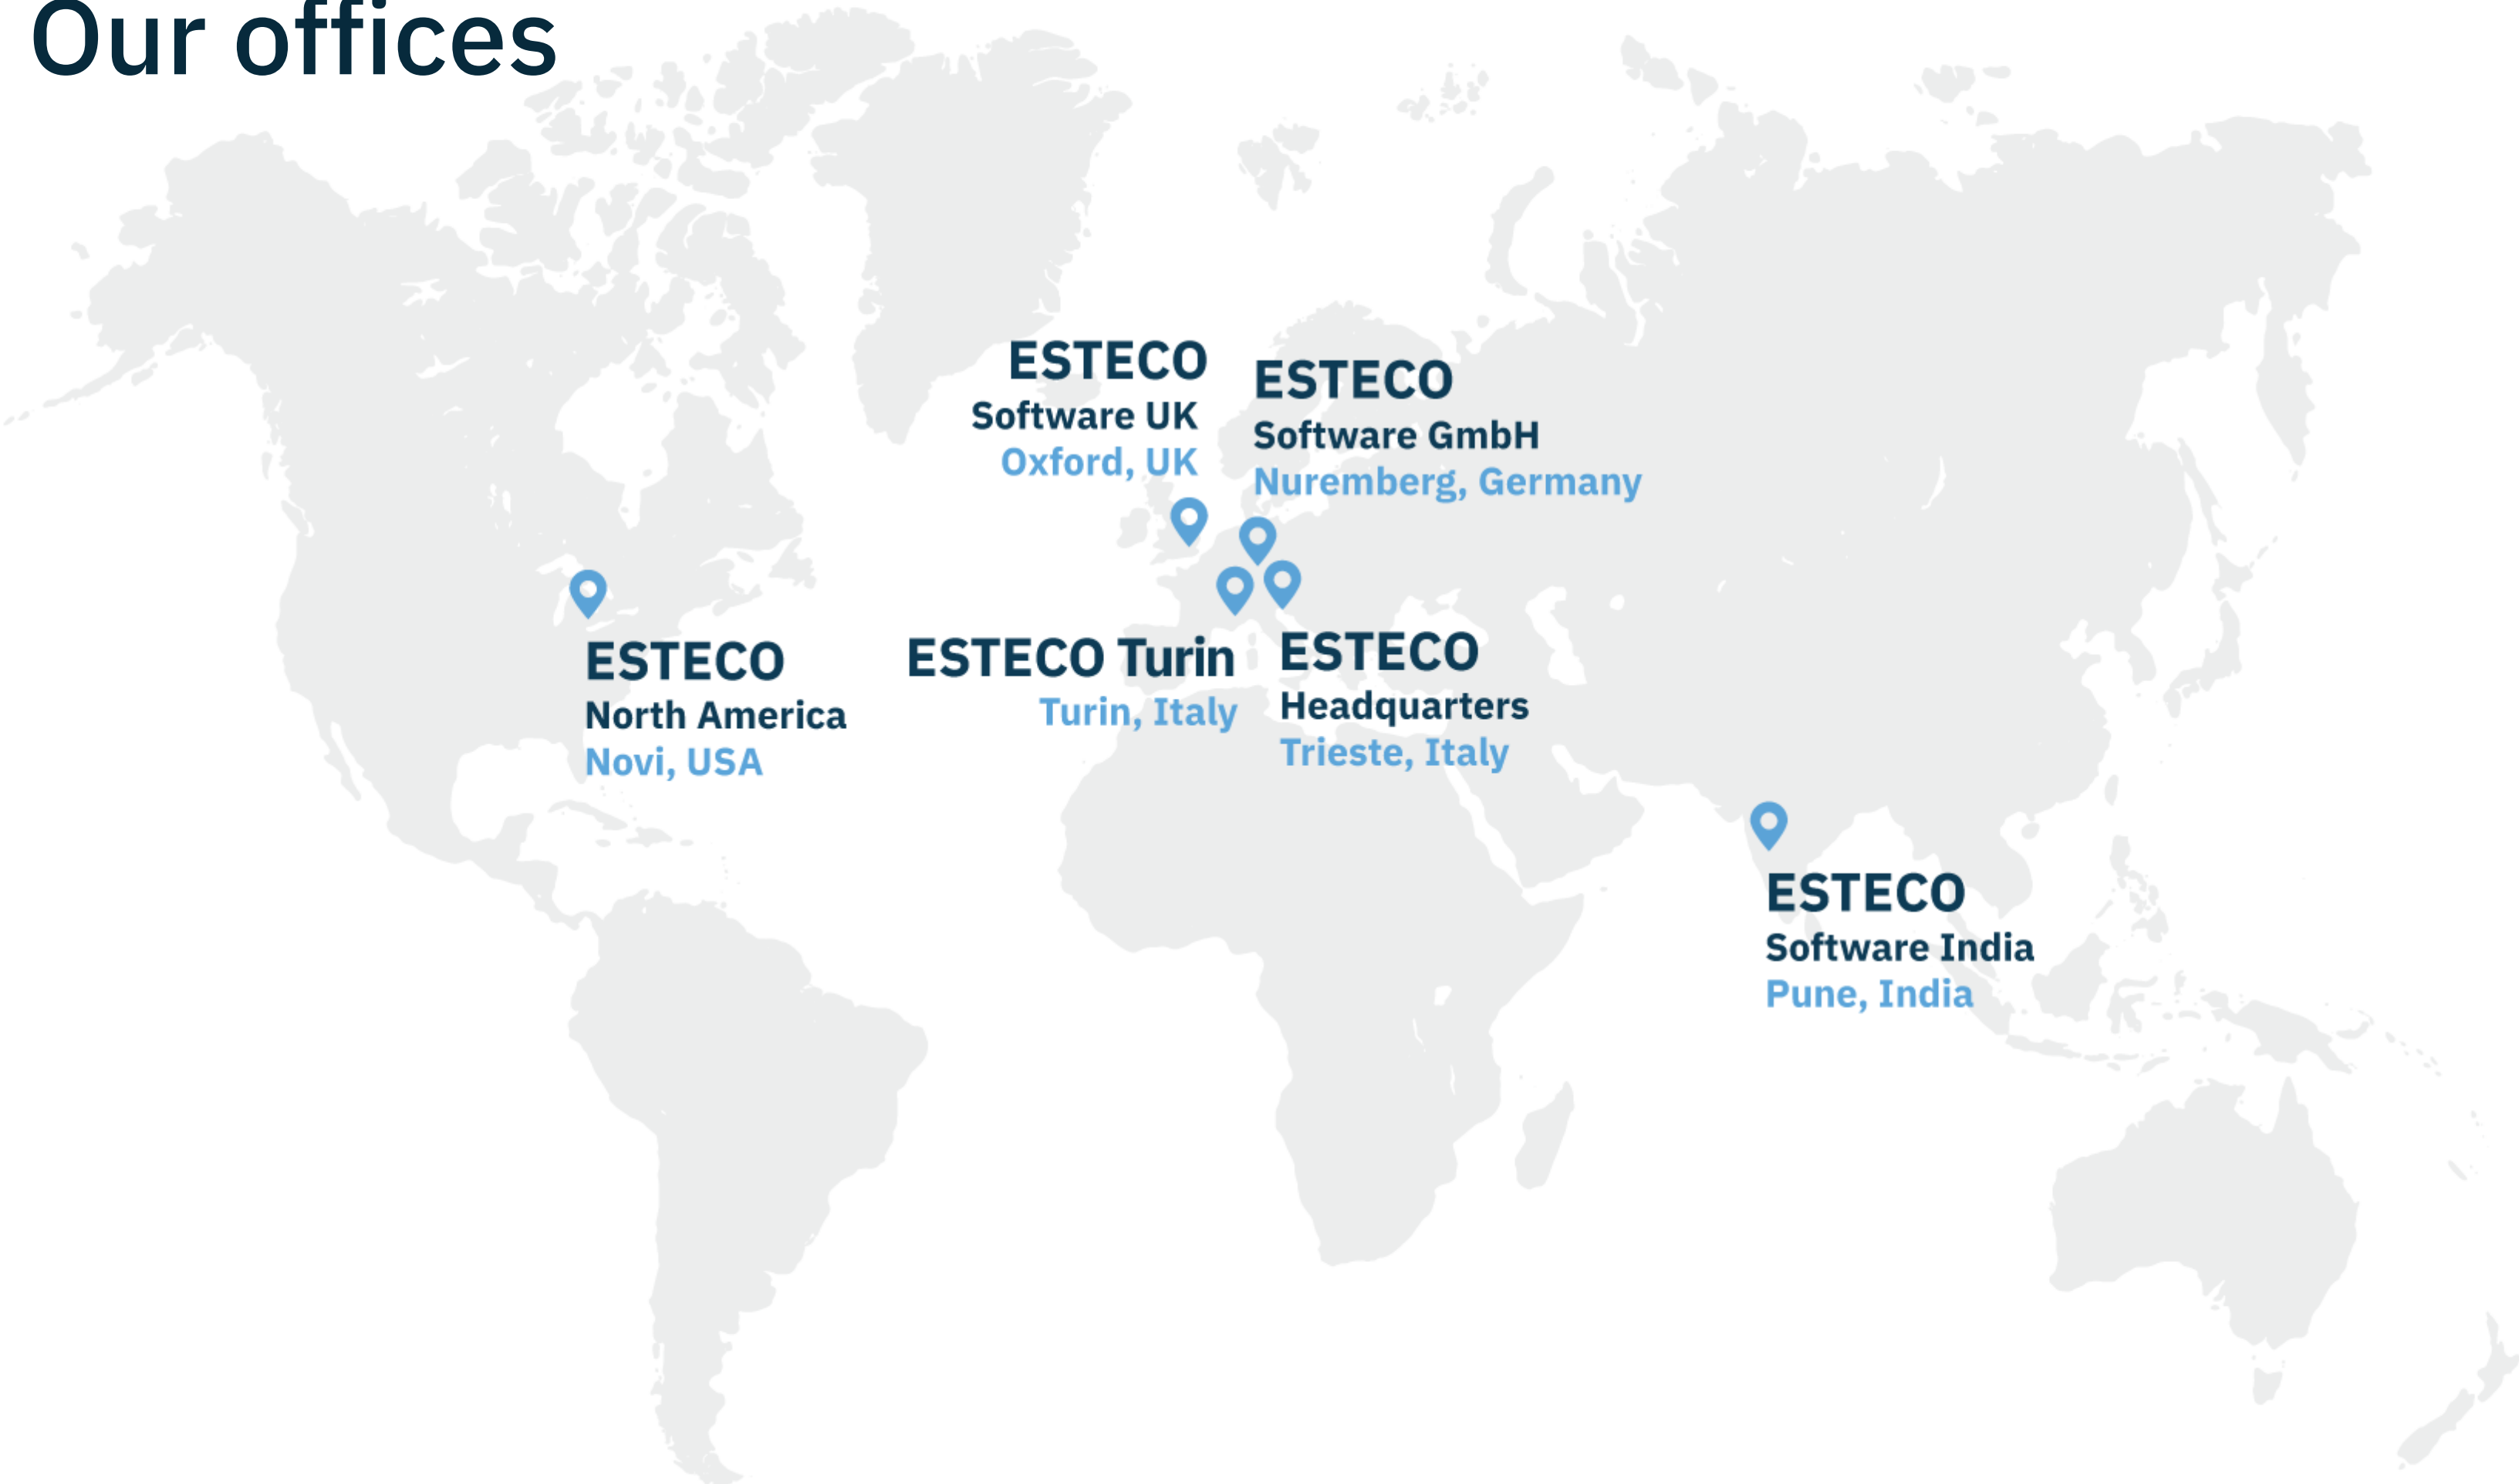 Our offices
ESTECO
Software UK
Oxford, UK
ESTECO
Software GmbH
Nuremberg, Germany
ESTECO
North America
Novi, USA
ESTECO Turin
Turin, Italy
ESTECO
Headquarters
Trieste, Italy
ESTECO
Software India
Pune, India